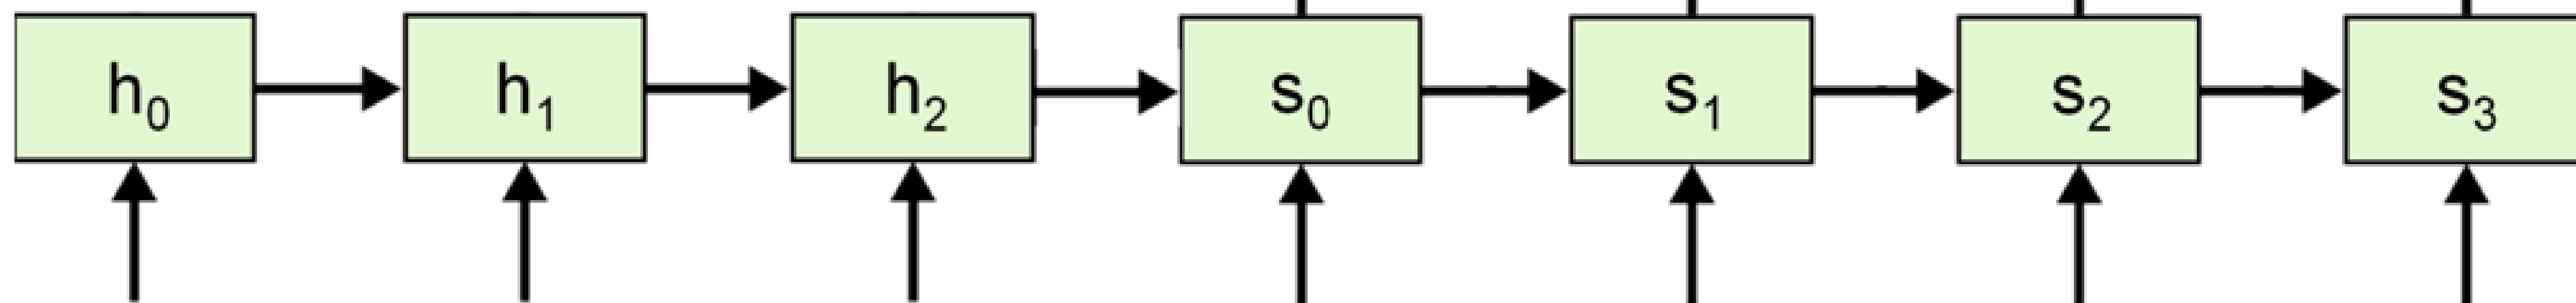 h₀ h₁ h₂ s₀ s₁ s₂ s₃